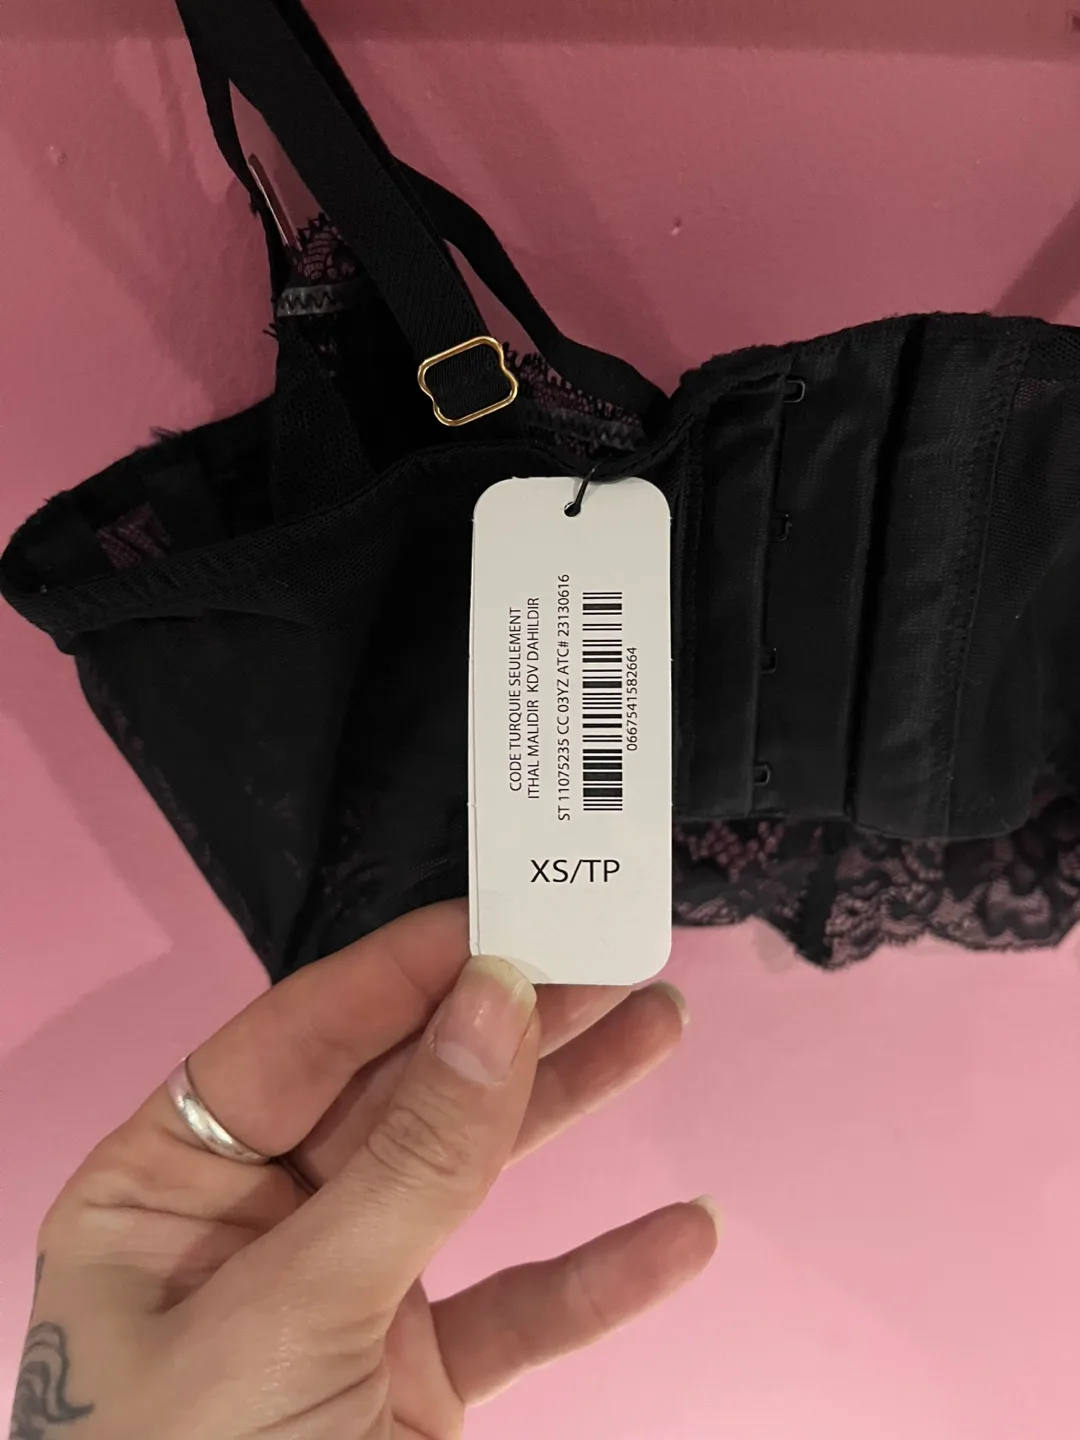 CODE TURQUIE SEULEMENT
ITHAL MALIDIR KDV DAHILDIR
ST 11075235 CC 03YZ ATC# 23130616
0667541582664
XS/TP